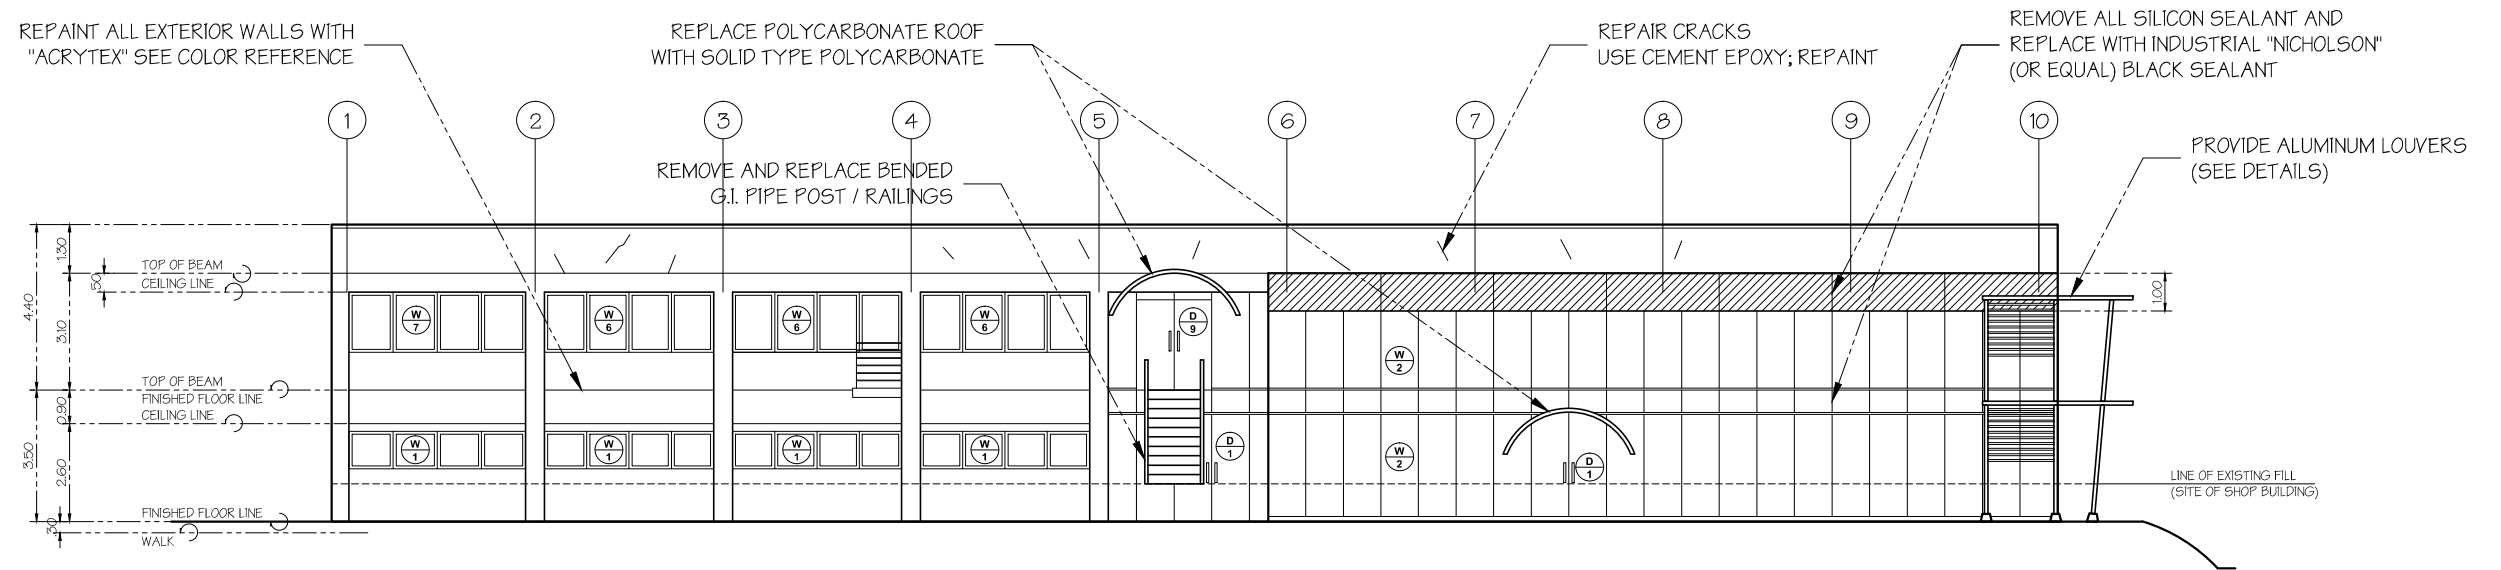 REPAINT ALL EXTERIOR WALLS WITH
"ACRYTEX" SEE COLOR REFERENCE
REPLACE POLYCARBONATE ROOF
WITH SOLID TYPE POLYCARBONATE
REPAIR CRACKS
USE CEMENT EPOXY; REPAINT
REMOVE ALL SILICON SEALANT AND
REPLACE WITH INDUSTRIAL "NICHOLSON"
(OR EQUAL) BLACK SEALANT
1
2
3
4
5
6
7
8
9
10
PROVIDE ALUMINUM LOUVERS
(SEE DETAILS)
REMOVE AND REPLACE BENDED
G.I. PIPE POST / RAILINGS
1.30
.50
4.40
3.10
0.90
3.50
2.60
.30
TOP OF BEAM
CEILING LINE
TOP OF BEAM
FINISHED FLOOR LINE
CEILING LINE
FINISHED FLOOR LINE
WALK
W
7
W
6
W
6
W
6
D
9
W
2
W
1
W
1
W
1
W
1
D
1
W
2
D
1
1.00
LINE OF EXISTING FILL
(SITE OF SHOP BUILDING)